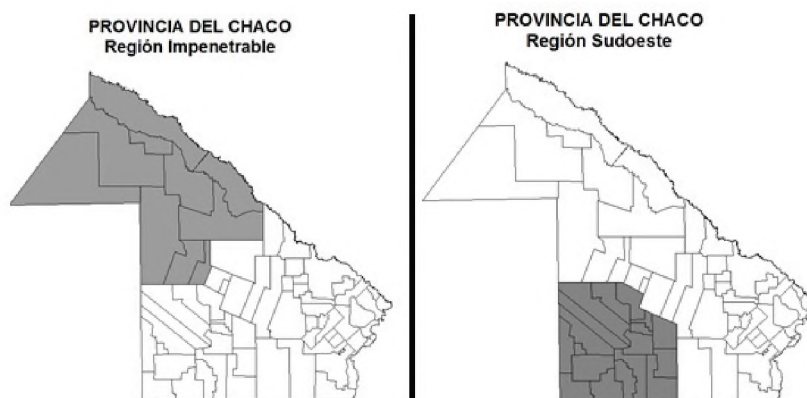 PROVINCIA DEL CHACO
Región Impenetrable
PROVINCIA DEL CHACO
Región Sudoeste